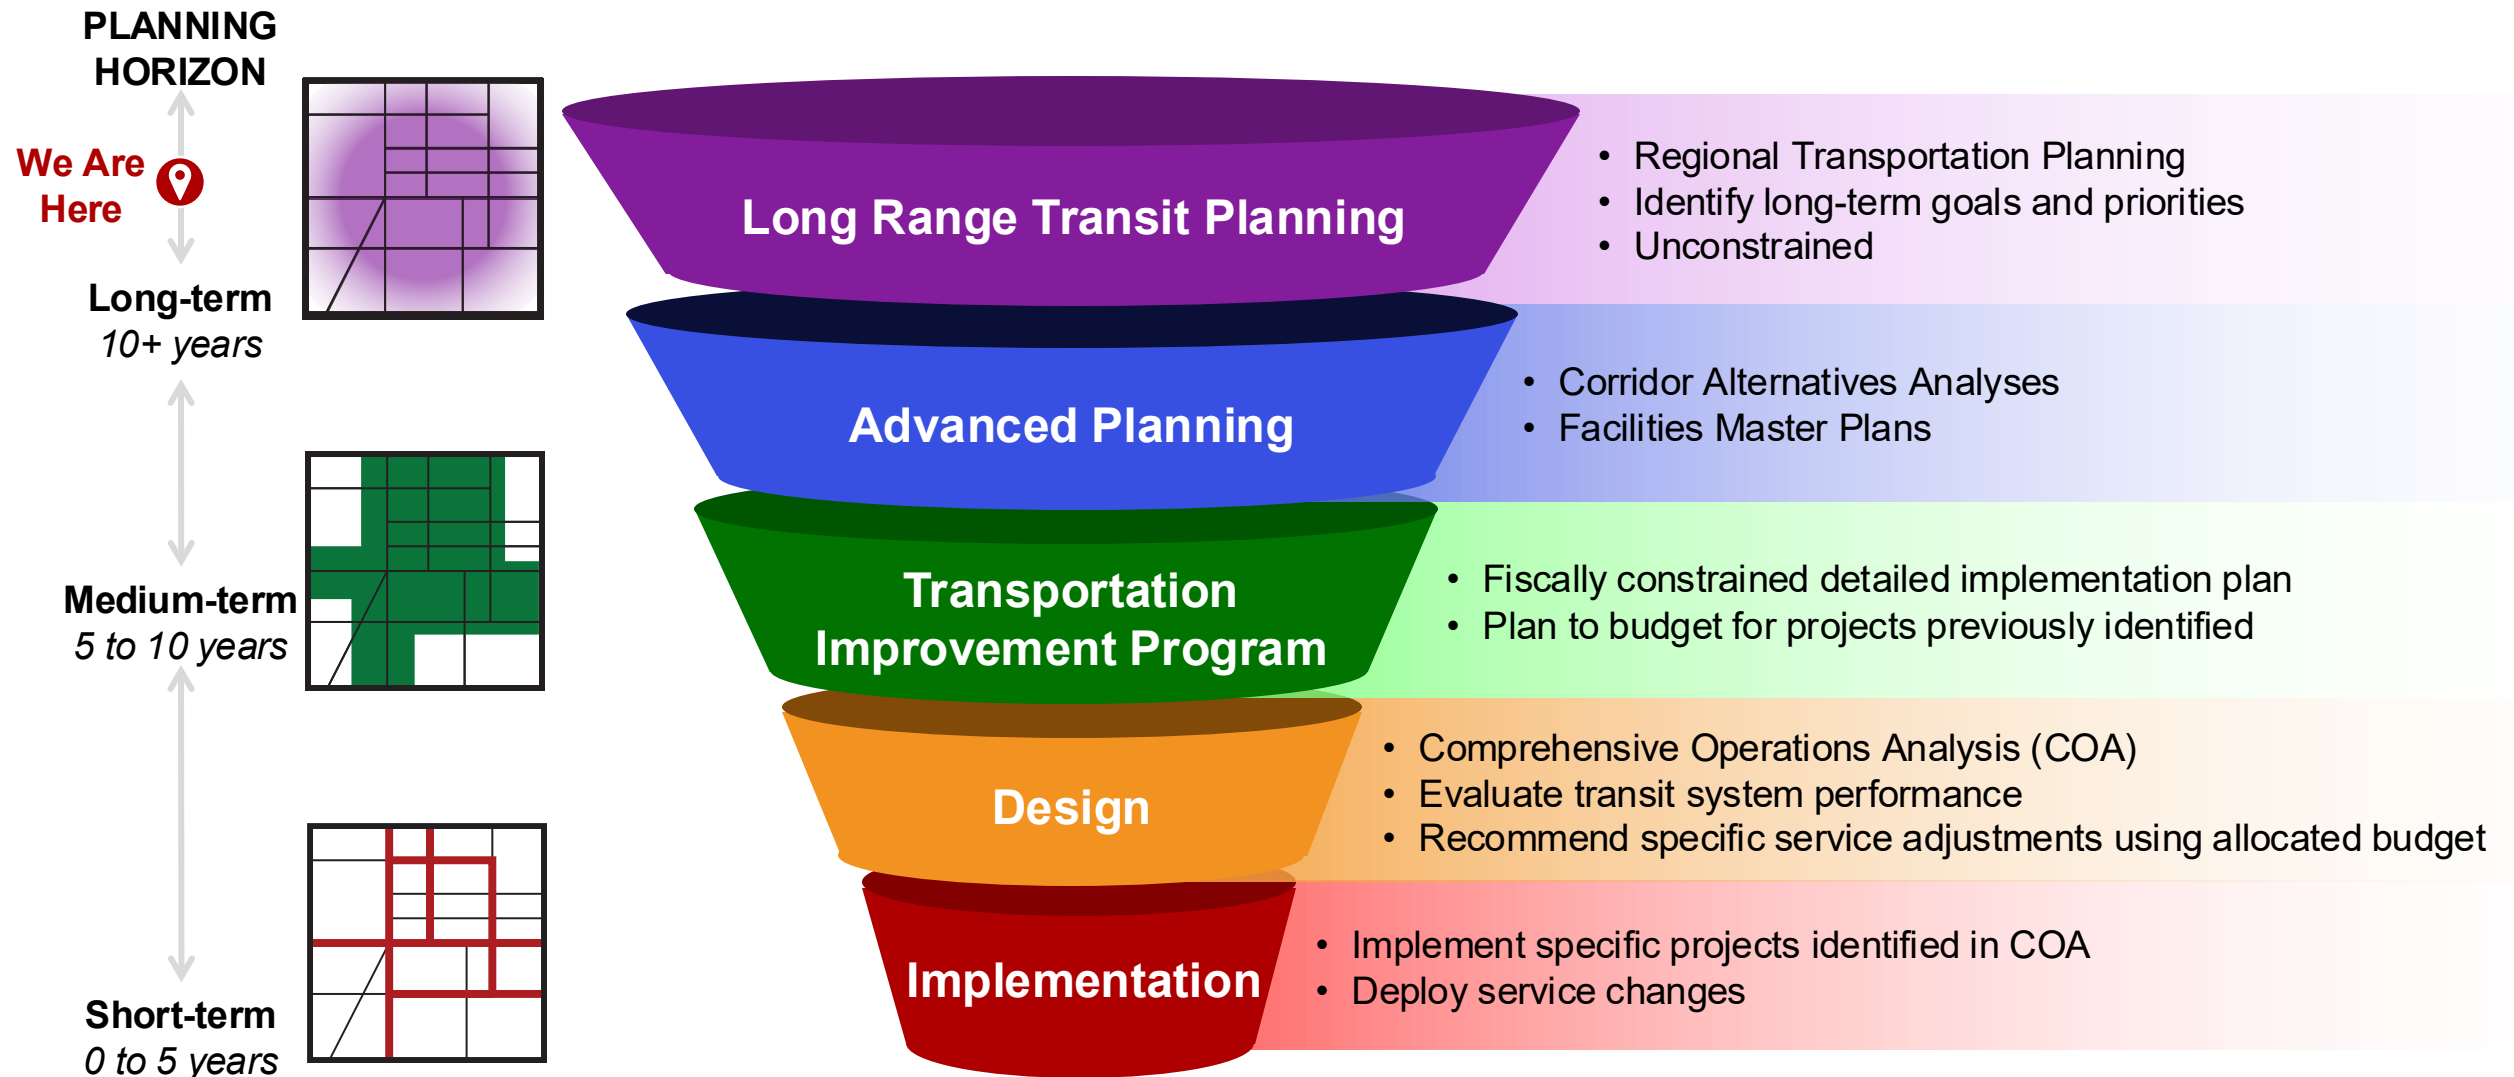 PLANNING
HORIZON
We Are
Here
Long-term
10+ years
Medium-term
5 to 10 years
Short-term
0 to 5 years
Long Range Transit Planning
• Regional Transportation Planning
• Identify long-term goals and priorities
• Unconstrained
Advanced Planning
• Corridor Alternatives Analyses
• Facilities Master Plans
Transportation
Improvement Program
• Fiscally constrained detailed implementation plan
• Plan to budget for projects previously identified
Design
• Comprehensive Operations Analysis (COA)
• Evaluate transit system performance
• Recommend specific service adjustments using allocated budget
Implementation
• Implement specific projects identified in COA
• Deploy service changes